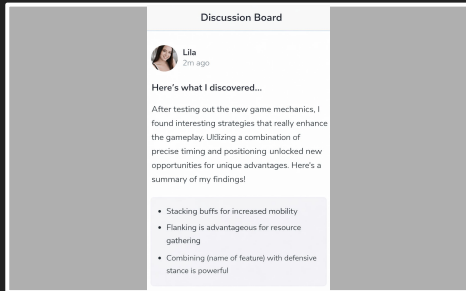 Discussion Board
Lila
2m ago
Here's what I discovered...
After testing out the new game mechanics, I
found interesting strategies that really enhance
the gameplay. Utilizing a combination of
precise timing and positioning unlocked new
opportunities for unique advantages. Here's a
summary of my findings!
• Stacking buffs for increased mobility
• Flanking is advantageous for resource
gathering
• Combining (name of feature) with defensive
stance is powerful